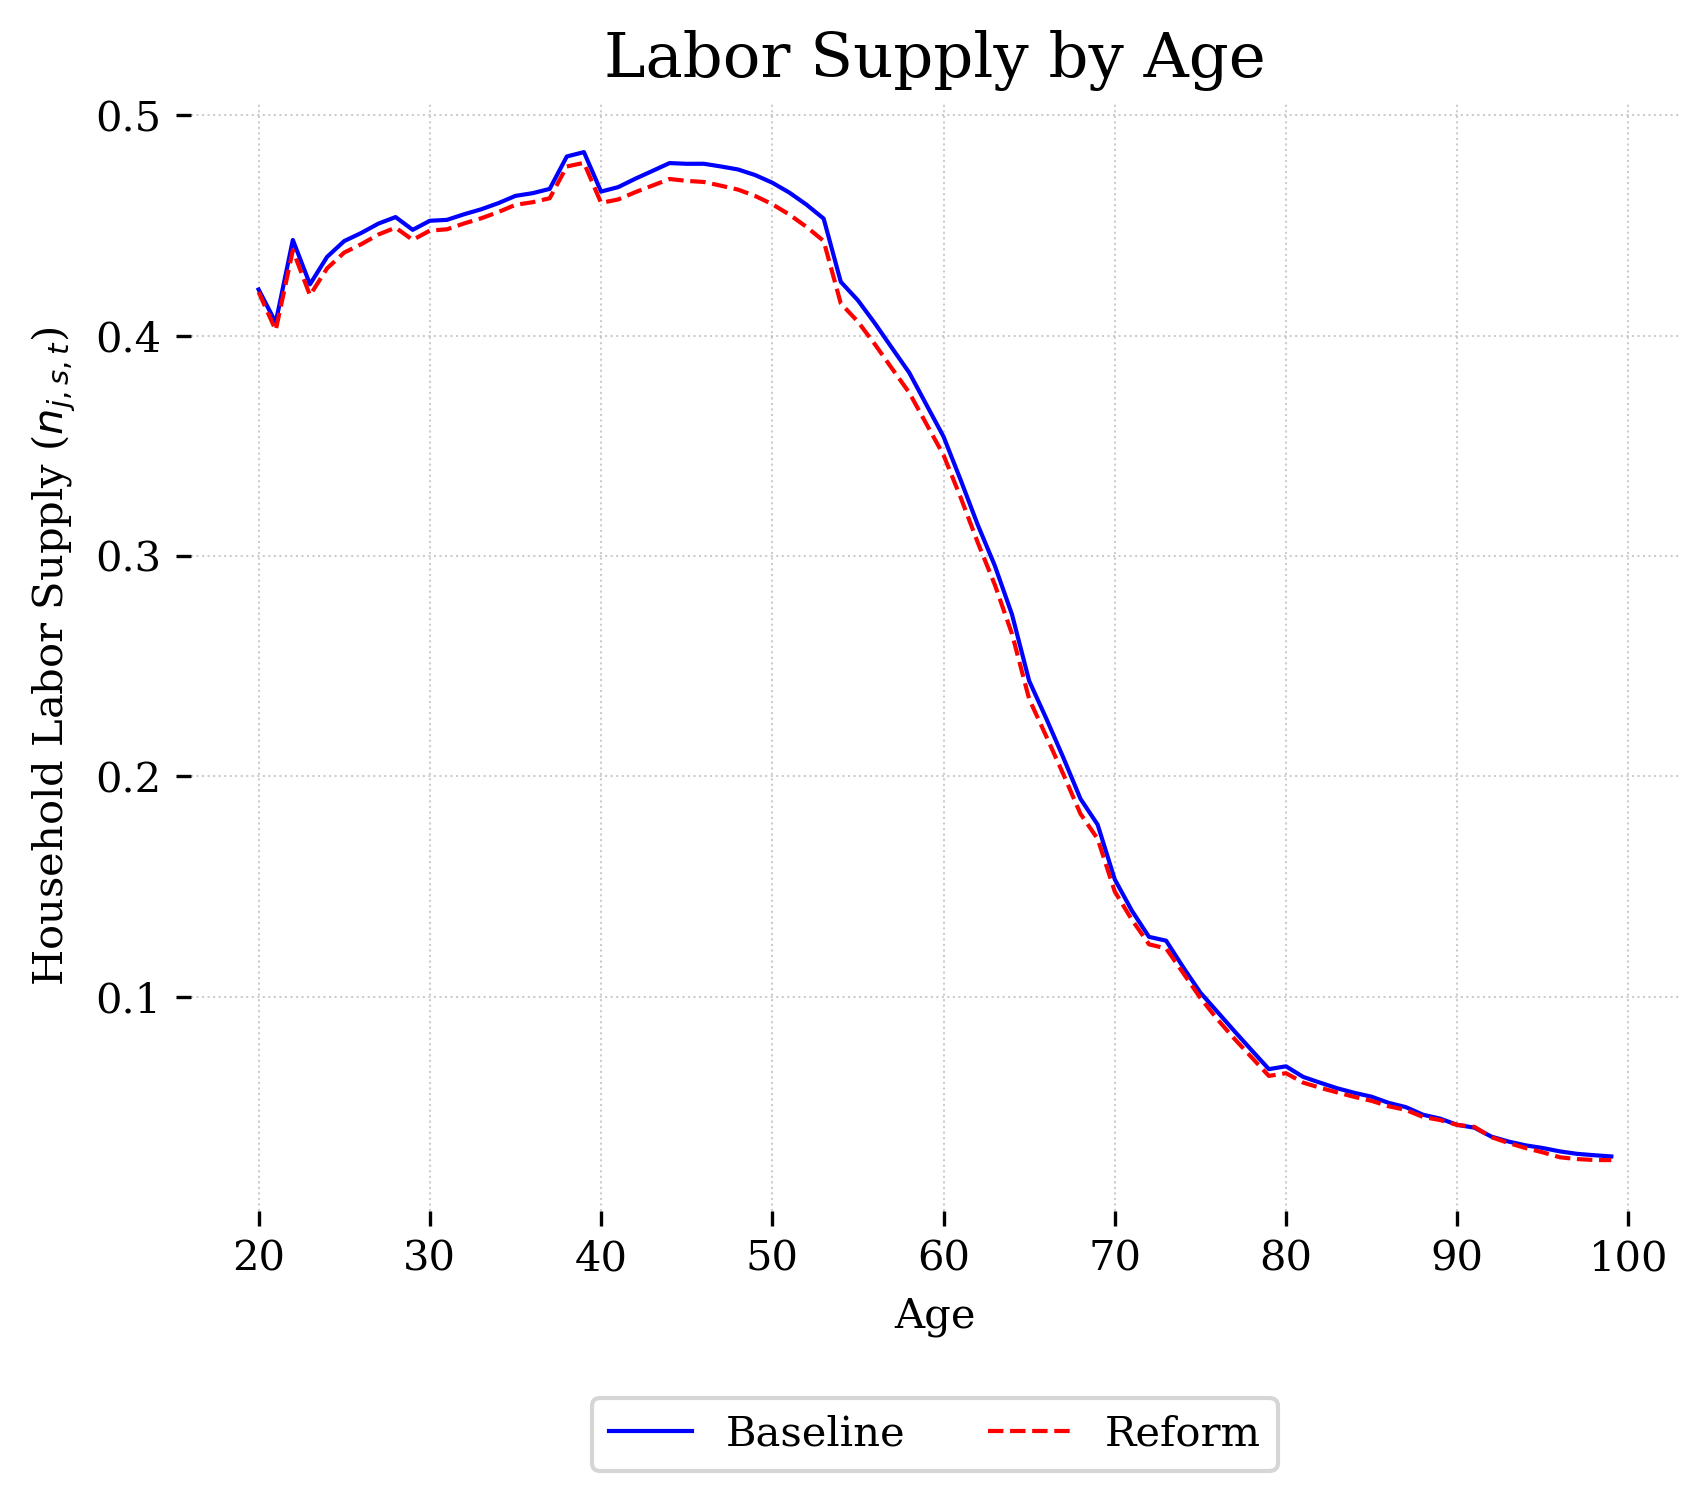 Labor Supply by Age
Household Labor Supply ($n_{j,s,t}$)
0.5
0.4
0.3
0.2
0.1
20 30 40 50 60 70 80 90 100
Age
Baseline Reform